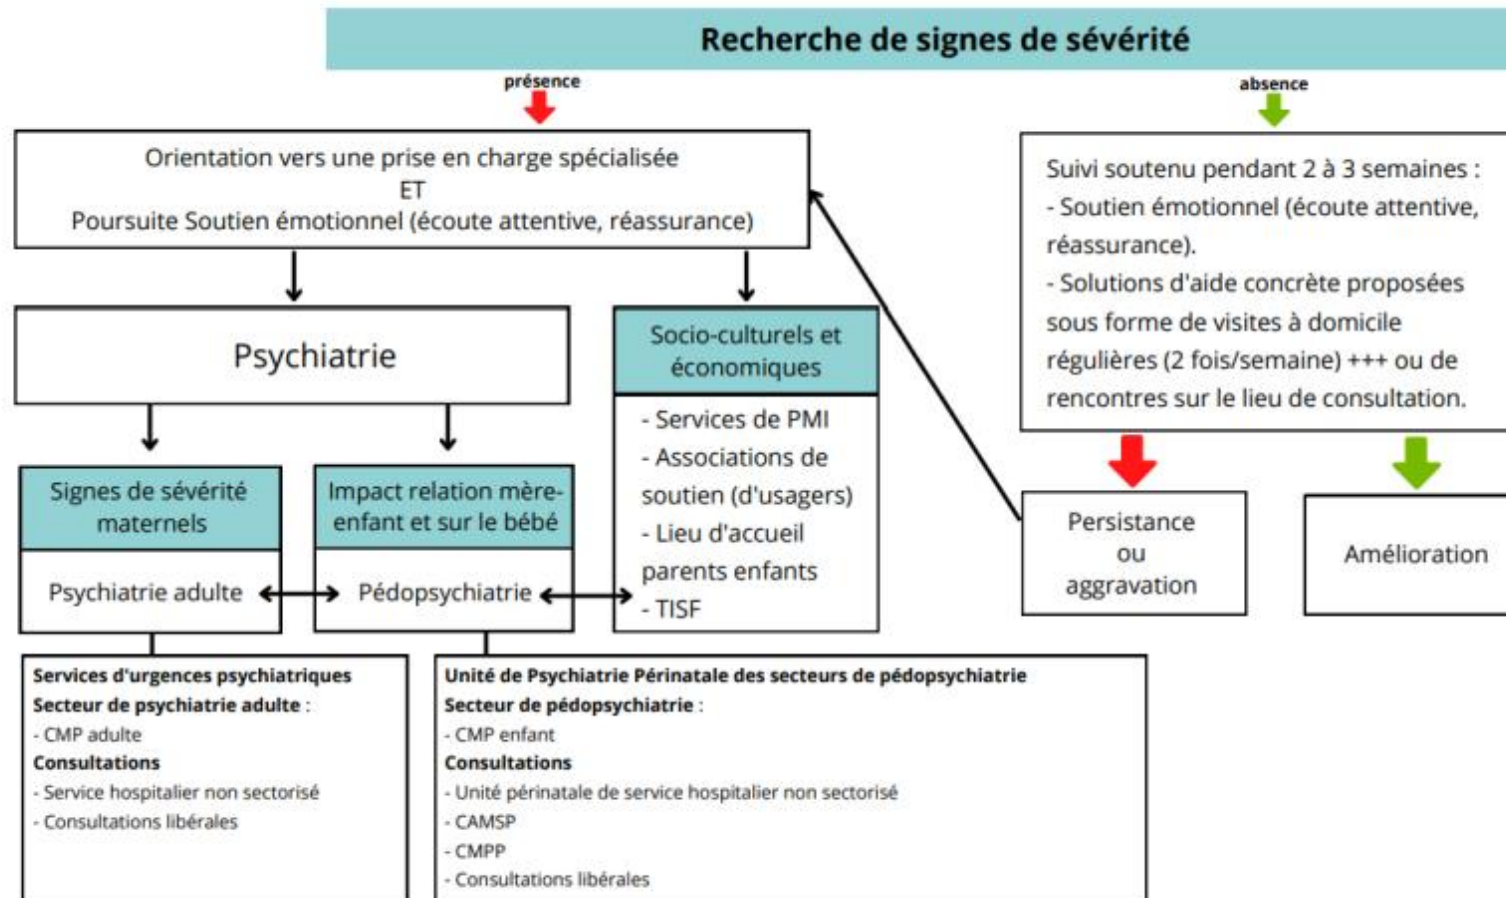 Recherche de signes de sévérité
présence
absence
Orientation vers une prise en charge spécialisée
ET
Poursuite Soutien émotionnel (écoute attentive, réassurance)
Suivi soutenu pendant 2 à 3 semaines :
- Soutien émotionnel (écoute attentive,
réassurance).
- Solutions d'aide concrète proposées
sous forme de visites à domicile
régulières (2 fois/semaine) +++ ou de
rencontres sur le lieu de consultation.
Psychiatrie
Socio-culturels et
économiques
- Services de PMI
- Associations de
soutien (d'usagers)
- Lieu d'accueil
parents enfants
- TISF
Signes de sévérité
maternels
Psychiatrie adulte
Impact relation mère-
enfant et sur le bébé
Pédopsychiatrie
Persistance
ou
aggravation
Amélioration
Services d'urgences psychiatriques
Secteur de psychiatrie adulte :
- CMP adulte
Consultations
- Service hospitalier non sectorisé
- Consultations libérales
Unité de Psychiatrie Périnatale des secteurs de pédopsychiatrie
Secteur de pédopsychiatrie :
- CMP enfant
Consultations
- Unité périnatale de service hospitalier non sectorisé
- CAMSP
- CMPP
- Consultations libérales